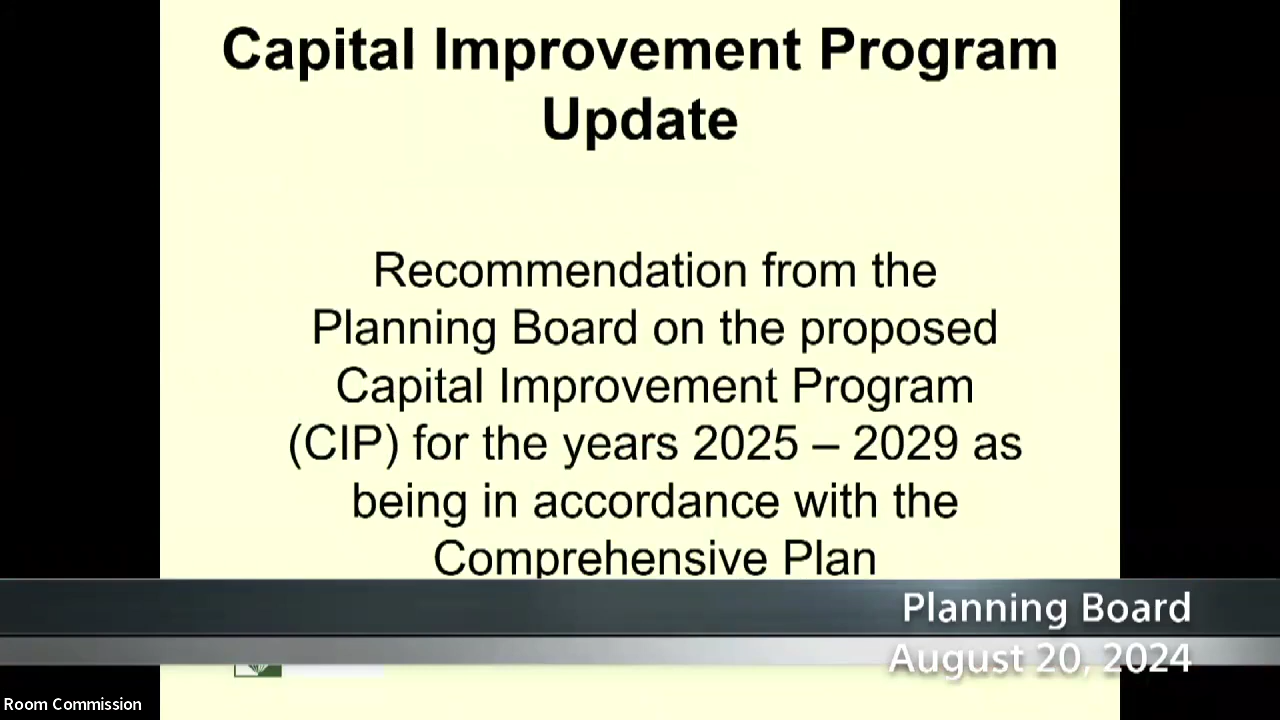 Capital Improvement Program
Update
Recommendation from the
Planning Board on the proposed
Capital Improvement Program
(CIP) for the years 2025 – 2029 as
being in accordance with the
Comprehensive Plan
Planning Board
August 20, 2024
Room Commission